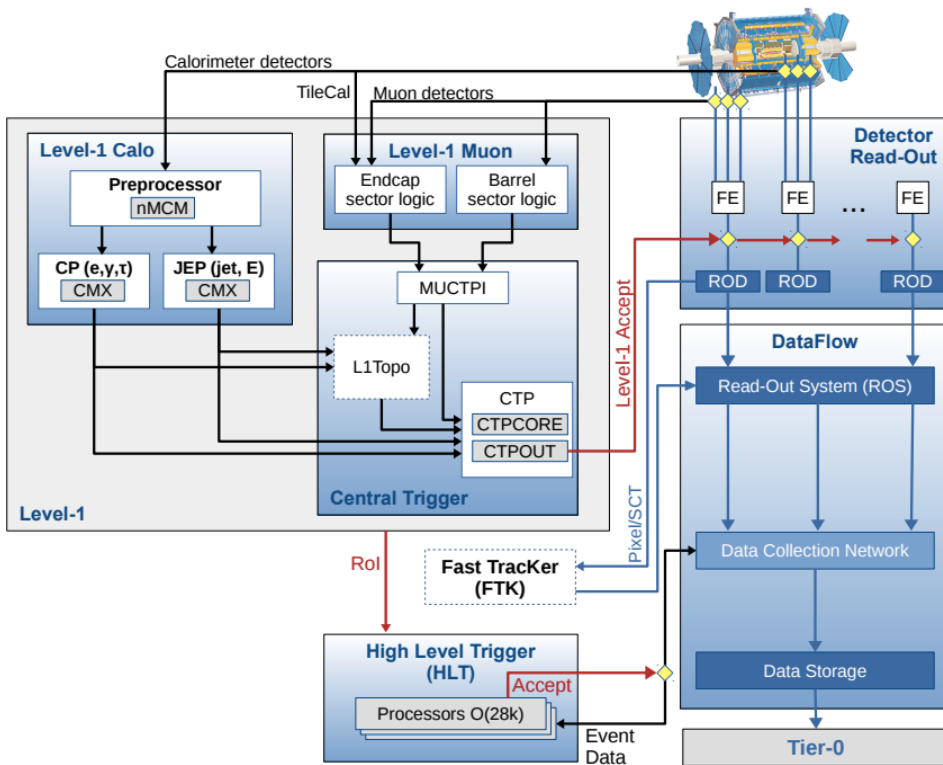 Calorimeter detectors
TileCal
Muon detectors
Level-1 Calo
Preprocessor
nMCM
CP (e,γ,τ)
CMX
JEP (jet, E)
CMX
Level-1 Muon
Endcap
sector logic
Barrel
sector logic
MUCTPI
L1Topo
CTP
CTPCORE
CTPOUT
Central Trigger
Level-1
Level-1 Accept
Detector
Read-Out
FE
FE
...
FE
ROD
ROD
ROD
DataFlow
Read-Out System (ROS)
Pixel/SCT
Data Collection Network
Data Storage
Tier-0
RoI
Fast TracKer
(FTK)
High Level Trigger
(HLT)
Accept
Processors O(28k)
Event
Data